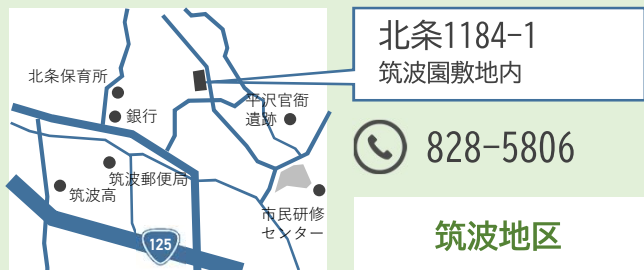 北条1184-1
筑波園敷地内
北条保育所
銀行
平沢官衙
遺跡
筑波郵便局
筑波高
市民研修
センター
125
828-5806
筑波地区